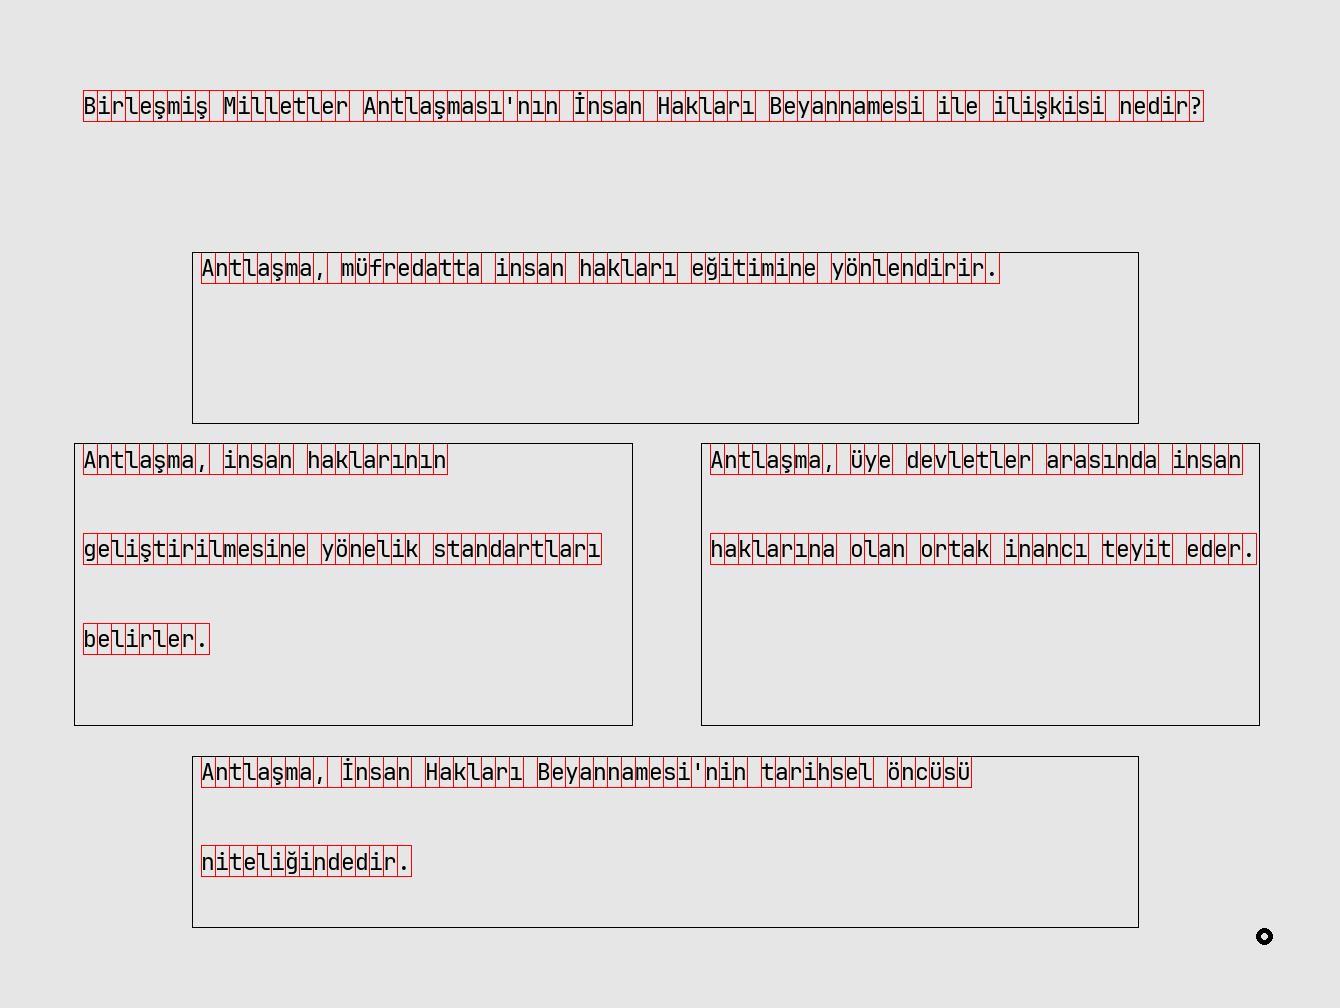 Birleşmiş Milletler Antlaşması'nın İnsan Hakları Beyannamesi ile ilişkisi nedir?
Antlaşma, müfredatta insan hakları eğitimine yönlendirir.
Antlaşma, insan haklarının
geliştirilmesine yönelik standartları
belirler.
Antlaşma, üye devletler arasında insan
haklarına olan ortak inancı teyit eder.
Antlaşma, İnsan Hakları Beyannamesi'nin tarihsel öncüsü
niteliğindedir.